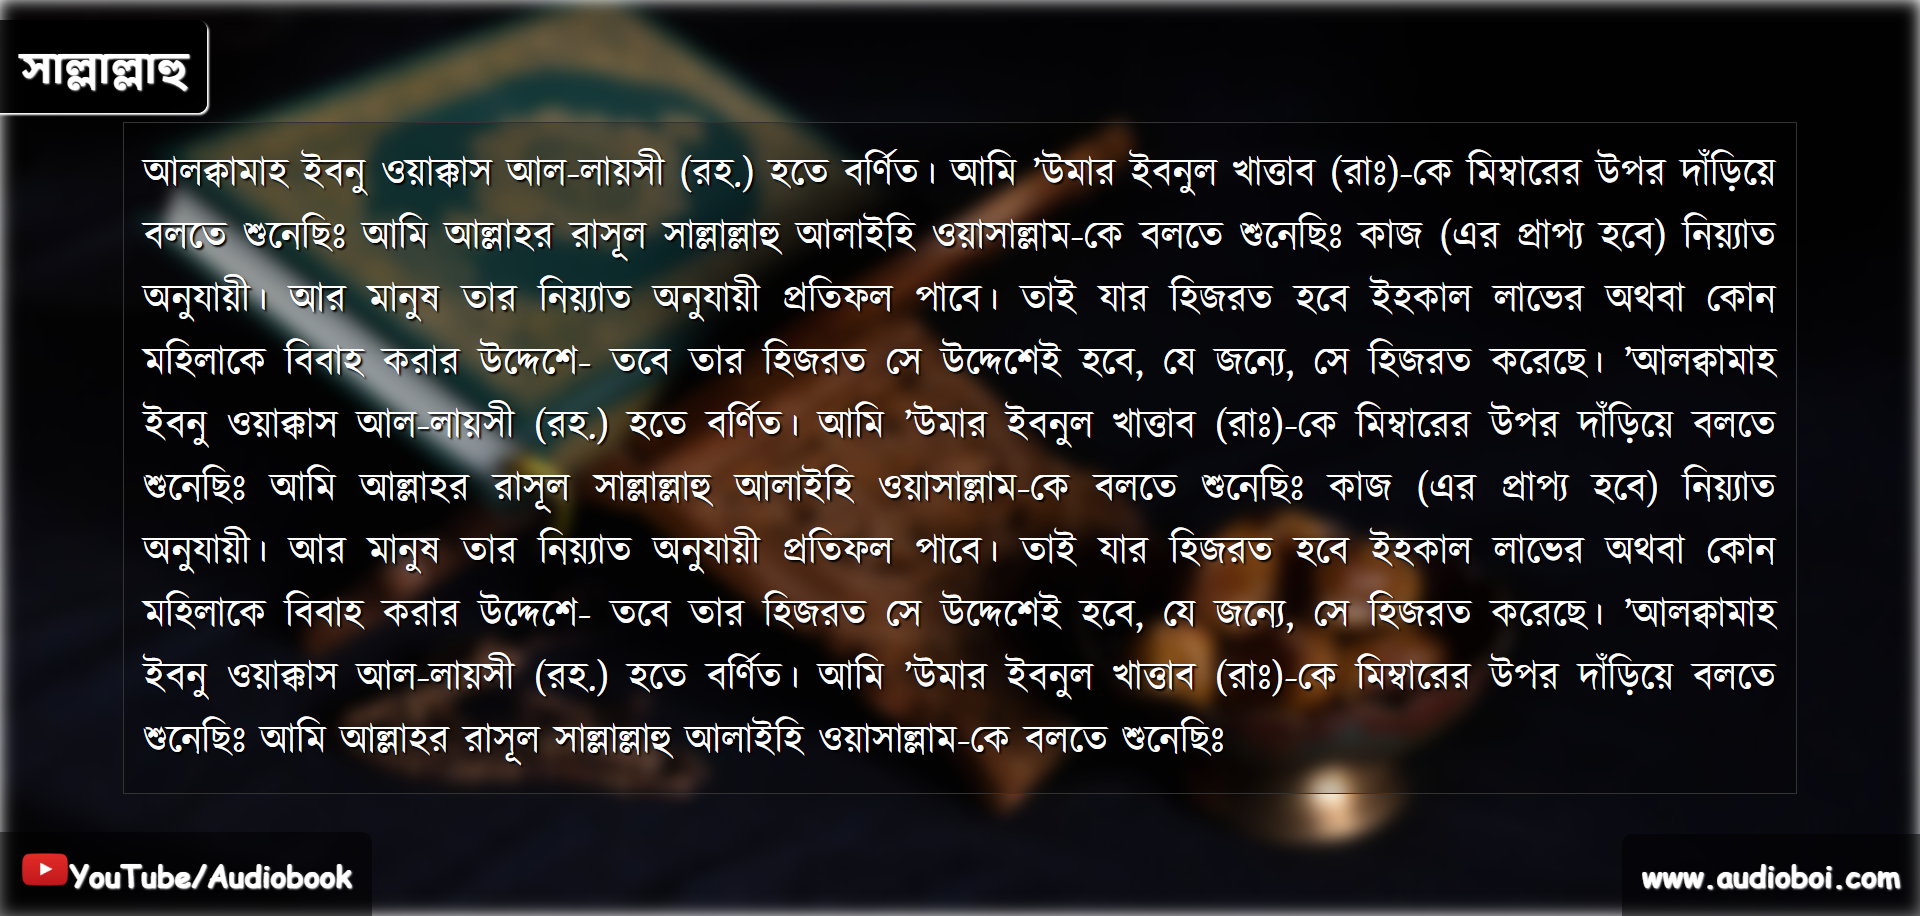 সাল্লাল্লাহু
আলক্বামাহ ইবনু ওয়াক্কাস আল-লায়সী (রহ.) হতে বর্ণিত। আমি ’উমার ইবনুল খাত্তাব (রাঃ)-কে মিম্বারের উপর দাঁড়িয়ে
বলতে শুনেছিঃ আমি আল্লাহর রাসূল সাল্লাল্লাহু আলাইহি ওয়াসাল্লাম-কে বলতে শুনেছিঃ কাজ (এর প্রাপ্য হবে) নিয়্যাত
অনুযায়ী। আর মানুষ তার নিয়্যাত অনুযায়ী প্রতিফল পাবে। তাই যার হিজরত হবে ইহকাল লাভের অথবা কোন
মহিলাকে বিবাহ করার উদ্দেশে- তবে তার হিজরত সে উদ্দেশেই হবে, যে জন্যে, সে হিজরত করেছে। ’আলক্বামাহ
ইবনু ওয়াক্কাস আল-লায়সী (রহ.) হতে বর্ণিত। আমি ’উমার ইবনুল খাত্তাব (রাঃ)-কে মিম্বারের উপর দাঁড়িয়ে বলতে
শুনেছিঃ আমি আল্লাহর রাসূল সাল্লাল্লাহু আলাইহি ওয়াসাল্লাম-কে বলতে শুনেছিঃ কাজ (এর প্রাপ্য হবে) নিয়্যাত
অনুযায়ী। আর মানুষ তার নিয়্যাত অনুযায়ী প্রতিফল পাবে। তাই যার হিজরত হবে ইহকাল লাভের অথবা কোন
মহিলাকে বিবাহ করার উদ্দেশে- তবে তার হিজরত সে উদ্দেশেই হবে, যে জন্যে, সে হিজরত করেছে। ’আলক্বামাহ
ইবনু ওয়াক্কাস আল-লায়সী (রহ.) হতে বর্ণিত। আমি ’উমার ইবনুল খাত্তাব (রাঃ)-কে মিম্বারের উপর দাঁড়িয়ে বলতে
শুনেছিঃ আমি আল্লাহর রাসূল সাল্লাল্লাহু আলাইহি ওয়াসাল্লাম-কে বলতে শুনেছিঃ
YouTube/Audiobook
www.audioboi.com